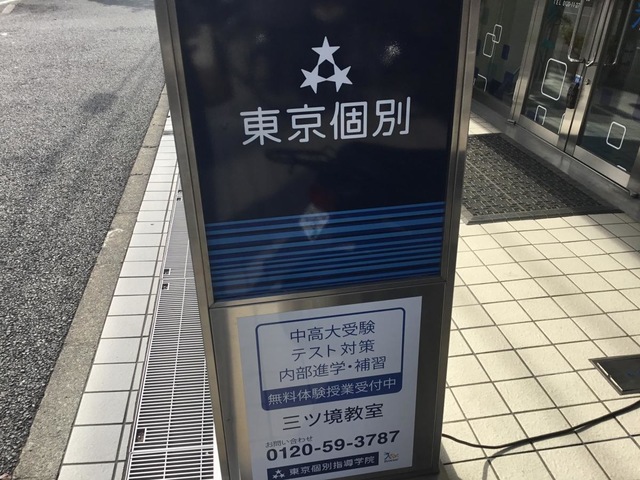 東京個別
中高大受験
テスト対策
内部進学・補習
無料体験授業受付中
三ツ境教室
お問い合わせ
0120-59-3787
東京個別指導学院